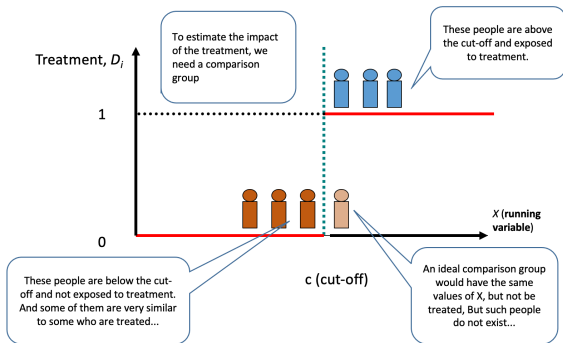 To estimate the impact
of the treatment, we
need a comparison
group
These people are above
the cut-off and exposed
to treatment.
Treatment, Dᵢ
1
0
X (running
variable)
c (cut-off)
These people are below the cut-
off and not exposed to treatment.
And some of them are very similar
to some who are treated...
An ideal comparison group
would have the same
values of X, but not be
treated, But such people
do not exist...